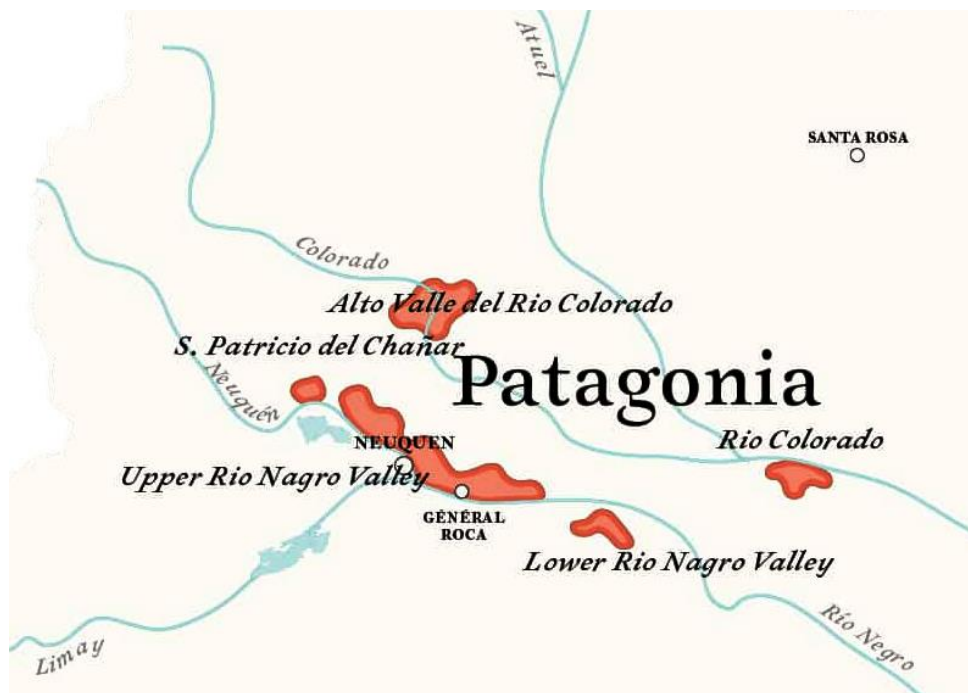 Atuel
SANTA ROSA
Colorado
Alto Valle del Rio Colorado
S. Patricio del Chañar
Patagonia
Neuquén
Rio Colorado
NEUQUEN
Upper Rio Nagro Valley
GÉNÉRAL
ROCA
Lower Rio Nagro Valley
Río Negro
Limay